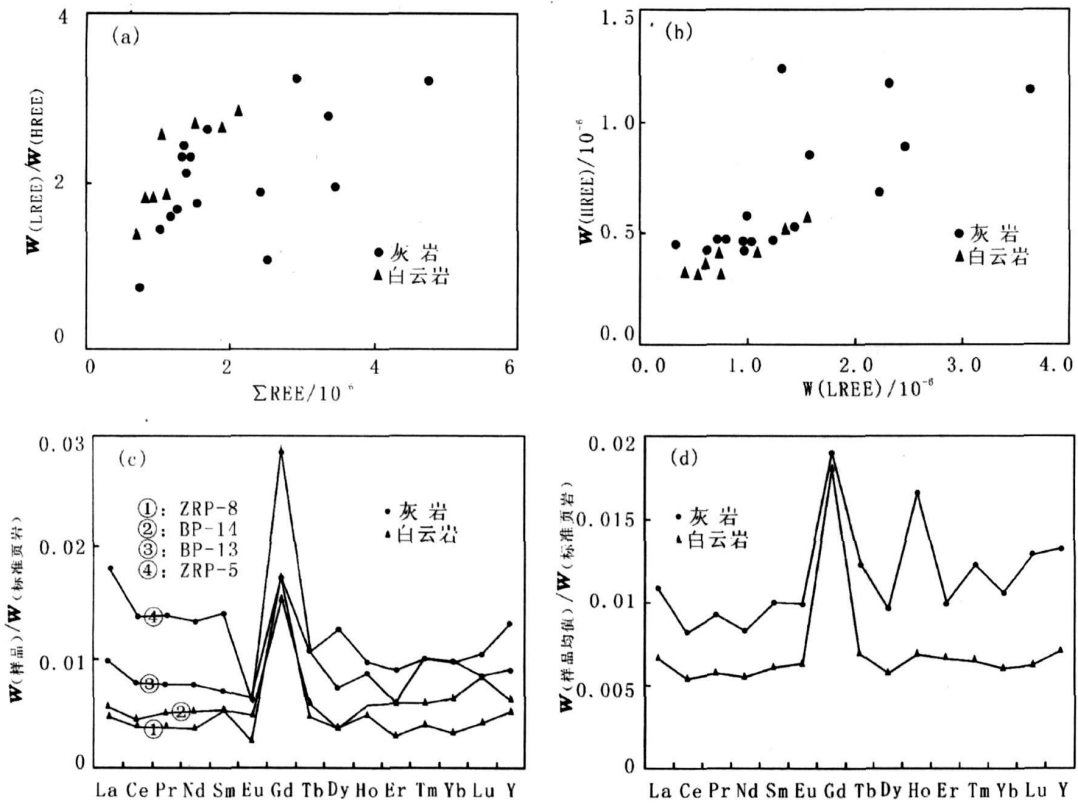 4
(a)
2
0
W(LREE)/W(HREE)
灰岩
白云岩
0 2 4 6
ΣREE/10⁻⁶
1.5
(b)
1.0
0.5
0.0
W(HREE)/10⁻⁶
灰岩
白云岩
0.0 1.0 2.0 3.0 4.0
W(LREE)/10⁻⁶
0.03
(c)
①: ZRP-8
②: BP-14
③: BP-13
④: ZRP-5
灰岩
白云岩
0.02
0.01
0
W(样品)/W(标准页岩)
④
③
②
①
La Ce Pr Nd Sm Eu Gd Tb Dy Ho Er Tm Yb Lu Y
0.02
(d)
灰岩
白云岩
0.015
0.01
0.005
0
W(样品均值)/W(标准页岩)
La Ce Pr Nd Sm Eu Gd Tb Dy Ho Er Tm Yb Lu Y